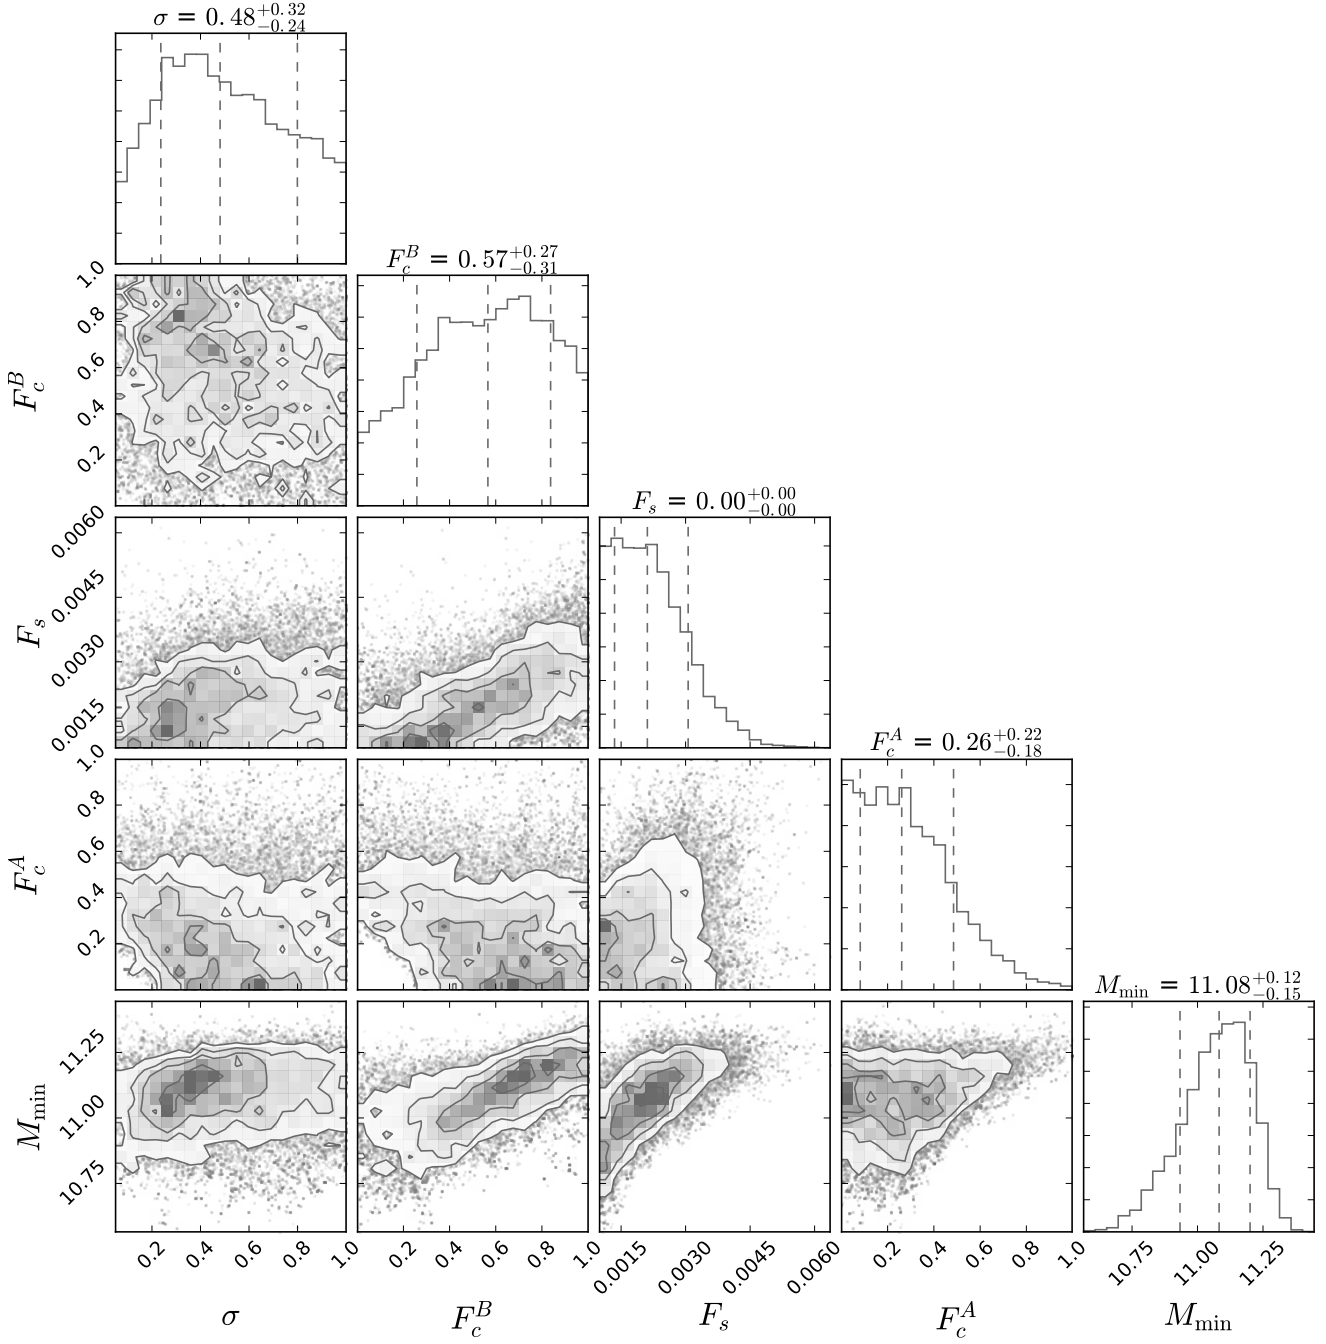 σ = 0.48+0.32−0.24
F_c^B = 0.57+0.27−0.31
1.0
0.8
0.6
0.4
0.2
F_c^B
F_s = 0.00+0.00−0.00
0.0060
0.0045
0.0030
0.0015
F_s
F_c^A = 0.26+0.22−0.18
1.0
0.8
0.6
0.4
0.2
F_c^A
M_min = 11.08+0.12−0.15
11.25
11.00
10.75
M_min
0.2 0.4 0.6 0.8 1.0 0.2 0.4 0.6 0.8 1.0 0.0015 0.0030 0.0045 0.0060 0.2 0.4 0.6 0.8 1.0 10.75 11.00 11.25
σ F_c^B F_s F_c^A M_min